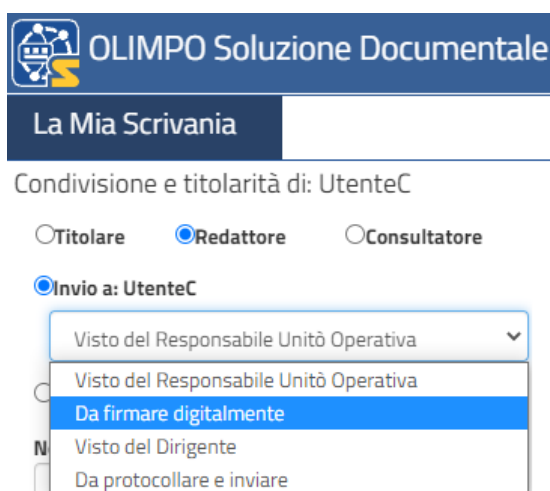 OLIMPO Soluzione Documentale
La Mia Scrivania
Condivisione e titolarità di: UtenteC
Titolare Redattore Consultatore
Invio a: UtenteC
Visto del Responsabile Unitò Operativa
Visto del Responsabile Unitò Operativa
Da firmare digitalmente
Visto del Dirigente
Da protocollare e inviare